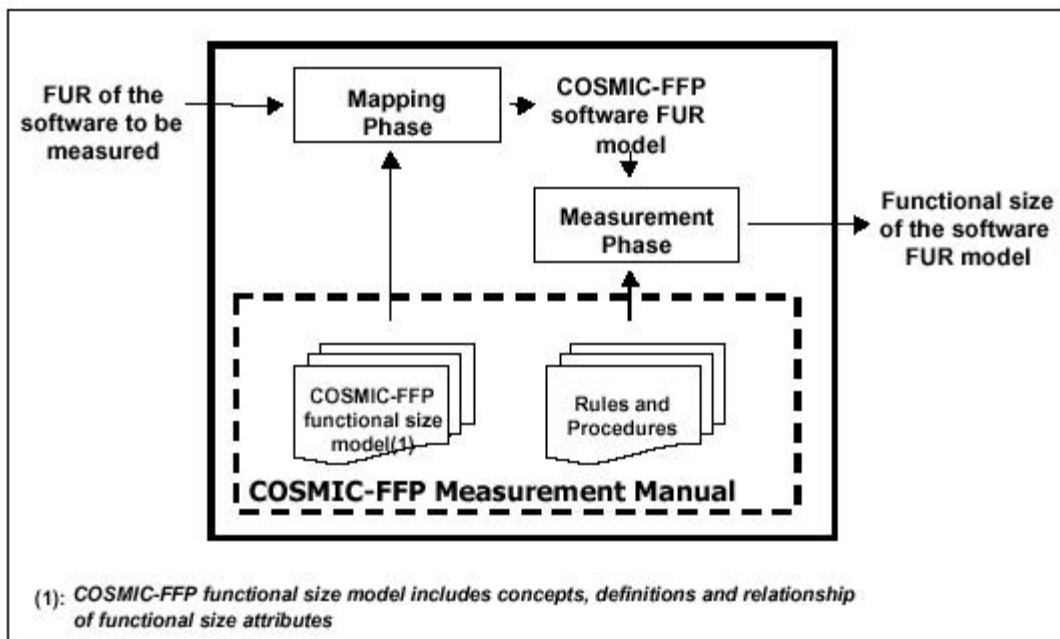 FUR of the
software to be
measured
Mapping
Phase
COSMIC-FFP
software FUR
model
Measurement
Phase
Functional size
of the software
FUR model
COSMIC-FFP
functional size
model(1)
Rules and
Procedures
COSMIC-FFP Measurement Manual
(1): COSMIC-FFP functional size model includes concepts, definitions and relationship
of functional size attributes